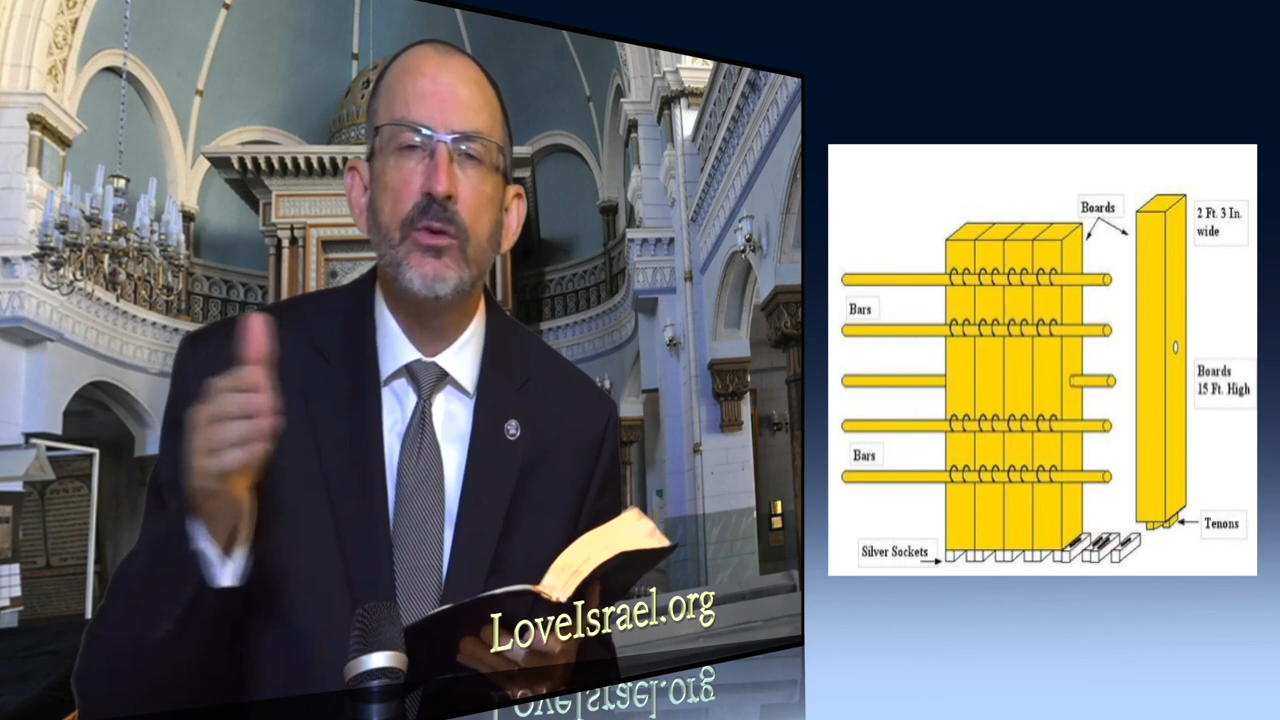 LoveIsrael.org
Boards
2 Ft. 3 In.
wide
Bars
Boards
15 Ft. High
Bars
Tenons
Silver Sockets